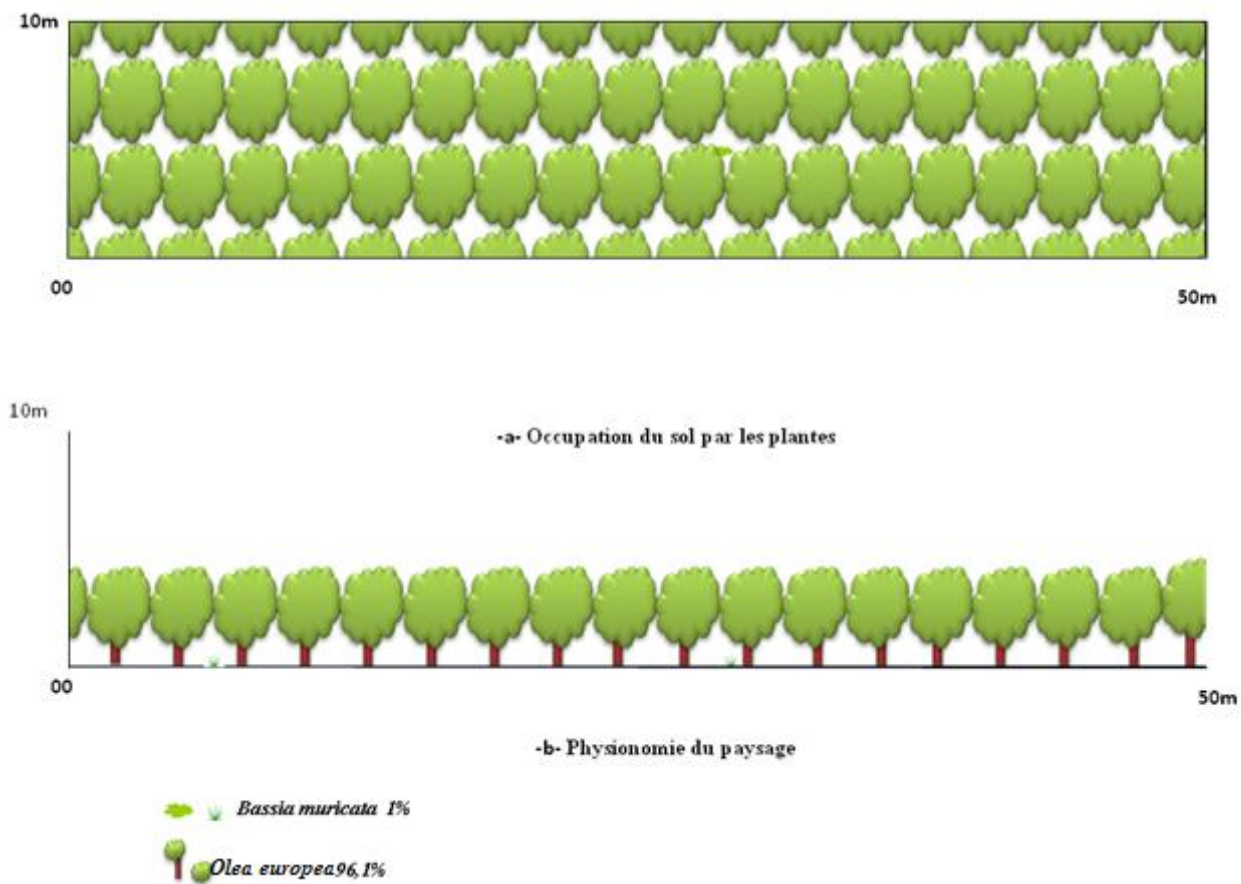 10m
00
50m
10m
-a- Occupation du sol par les plantes
00
50m
-b- Physionomie du paysage
Bassia muricata 1%
Olea europea96,1%